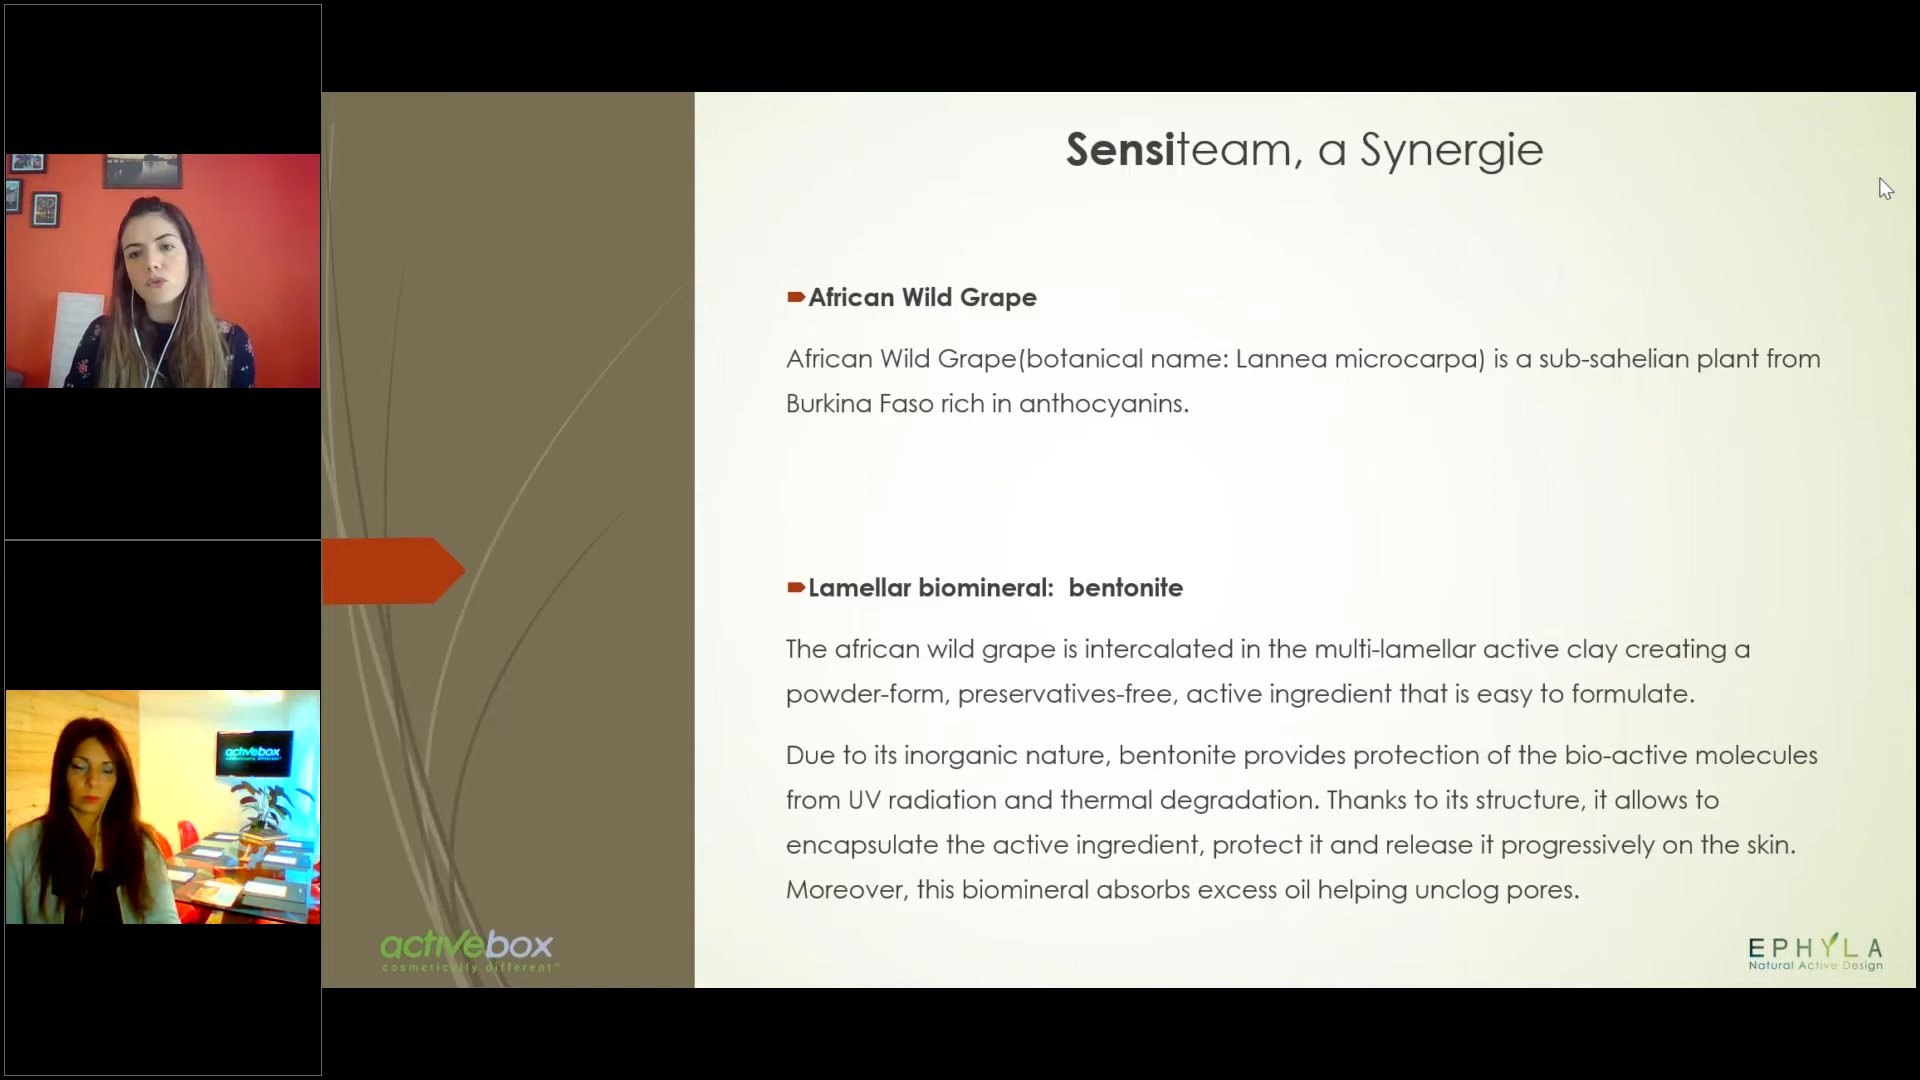 Sensiteam, a Synergie
African Wild Grape
African Wild Grape(botanical name: Lannea microcarpa) is a sub-sahelian plant from
Burkina Faso rich in anthocyanins.
Lamellar biomineral:  bentonite
The african wild grape is intercalated in the multi-lamellar active clay creating a
powder-form, preservatives-free, active ingredient that is easy to formulate.
Due to its inorganic nature, bentonite provides protection of the bio-active molecules
from UV radiation and thermal degradation. Thanks to its structure, it allows to
encapsulate the active ingredient, protect it and release it progressively on the skin.
Moreover, this biomineral absorbs excess oil helping unclog pores.
activebox
cosmetically different™
EPHYLA
Natural Active Design
activebox
cosmetically different